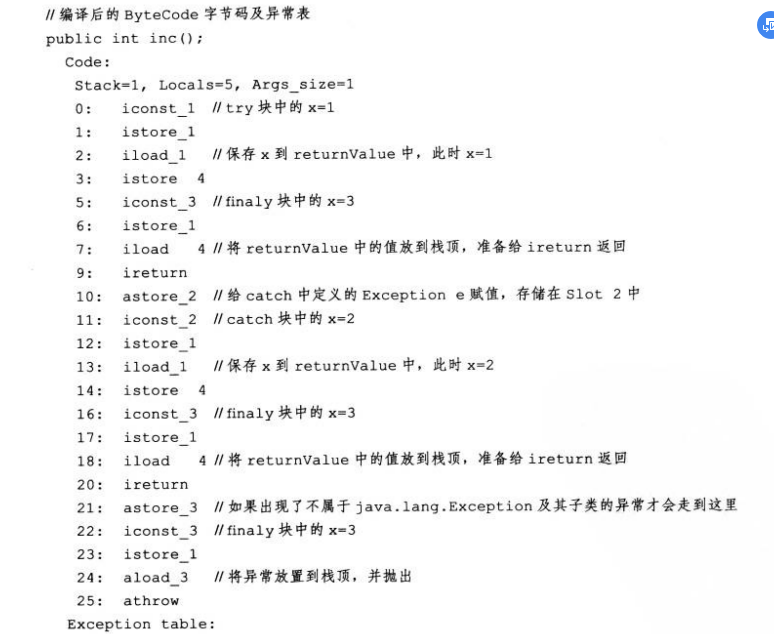 //编译后的 ByteCode 字节码及异常表
public int inc();
Code:
Stack=1, Locals=5, Args_size=1
0: iconst_1 //try 块中的 x=1
1: istore_1
2: iload_1 //保存 x 到 returnValue 中，此时 x=1
3: istore 4
5: iconst_3 //finaly 块中的 x=3
6: istore_1
7: iload 4 //将 returnValue 中的值放到栈顶，准备给 ireturn 返回
9: ireturn
10: astore_2 //给 catch 中定义的 Exception e 赋值，存储在 Slot 2 中
11: iconst_2 //catch 块中的 x=2
12: istore_1
13: iload_1 //保存 x 到 returnValue 中，此时 x=2
14: istore 4
16: iconst_3 //finaly 块中的 x=3
17: istore_1
18: iload 4 //将 returnValue 中的值放到栈顶，准备给 ireturn 返回
20: ireturn
21: astore_3 //如果出现了不属于 java.lang.Exception 及其子类的异常才会走到这里
22: iconst_3 //finaly 块中的 x=3
23: istore_1
24: aload_3 //将异常放置到栈顶，并抛出
25: athrow
Exception table: